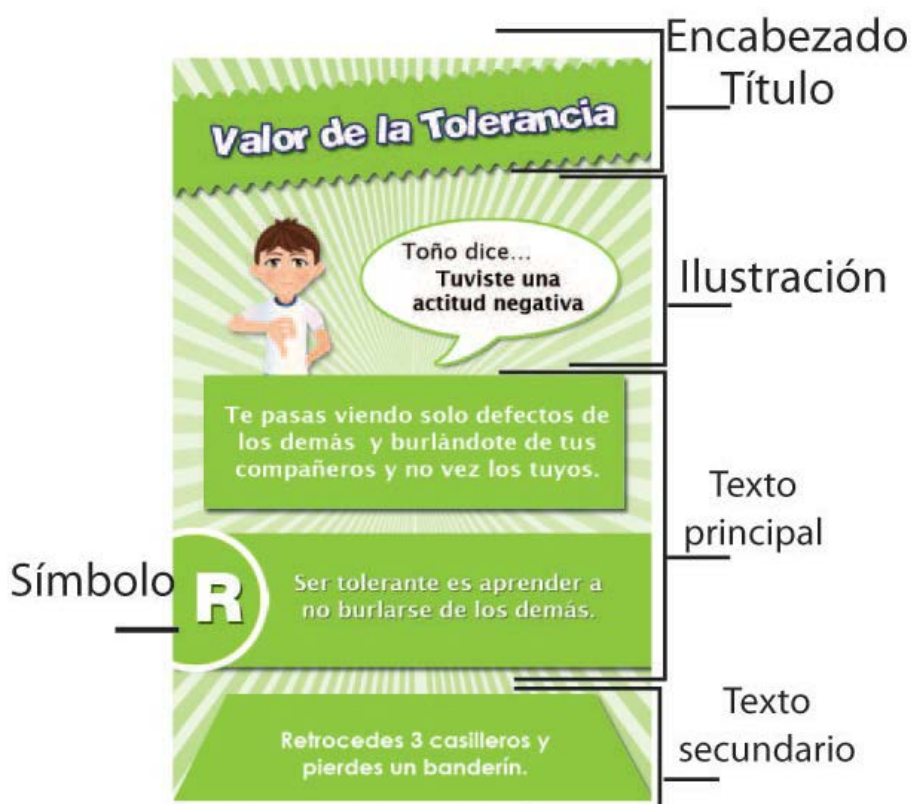 Encabezado
Título
Valor de la Tolerancia
Toño dice...
Tuviste una
actitud negativa
Ilustración
Te pasas viendo solo defectos de
los demás y burlàndote de tus
compañeros y no vez los tuyos.
Texto
principal
Símbolo
R
Ser tolerante es aprender a
no burlarse de los demás.
Texto
secundario
Retrocedes 3 casilleros y
pierdes un banderín.